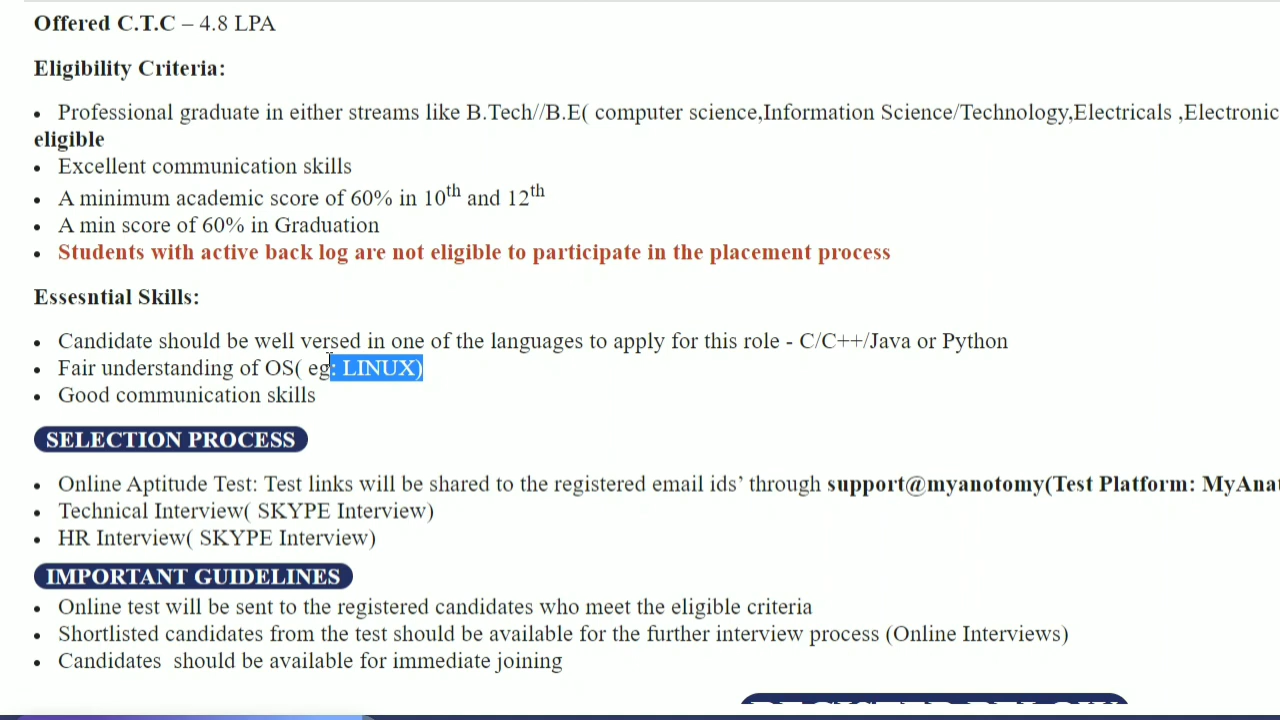 Offered C.T.C – 4.8 LPA
Eligibility Criteria:
• Professional graduate in either streams like B.Tech//B.E( computer science,Information Science/Technology,Electricals ,Electronic
eligible
• Excellent communication skills
• A minimum academic score of 60% in 10th and 12th
• A min score of 60% in Graduation
• Students with active back log are not eligible to participate in the placement process
Essesntial Skills:
• Candidate should be well versed in one of the languages to apply for this role - C/C++/Java or Python
• Fair understanding of OS( eg: LINUX)
• Good communication skills
SELECTION PROCESS
• Online Aptitude Test: Test links will be shared to the registered email ids’ through support@myanotomy(Test Platform: MyAnat
• Technical Interview( SKYPE Interview)
• HR Interview( SKYPE Interview)
IMPORTANT GUIDELINES
• Online test will be sent to the registered candidates who meet the eligible criteria
• Shortlisted candidates from the test should be available for the further interview process (Online Interviews)
• Candidates  should be available for immediate joining